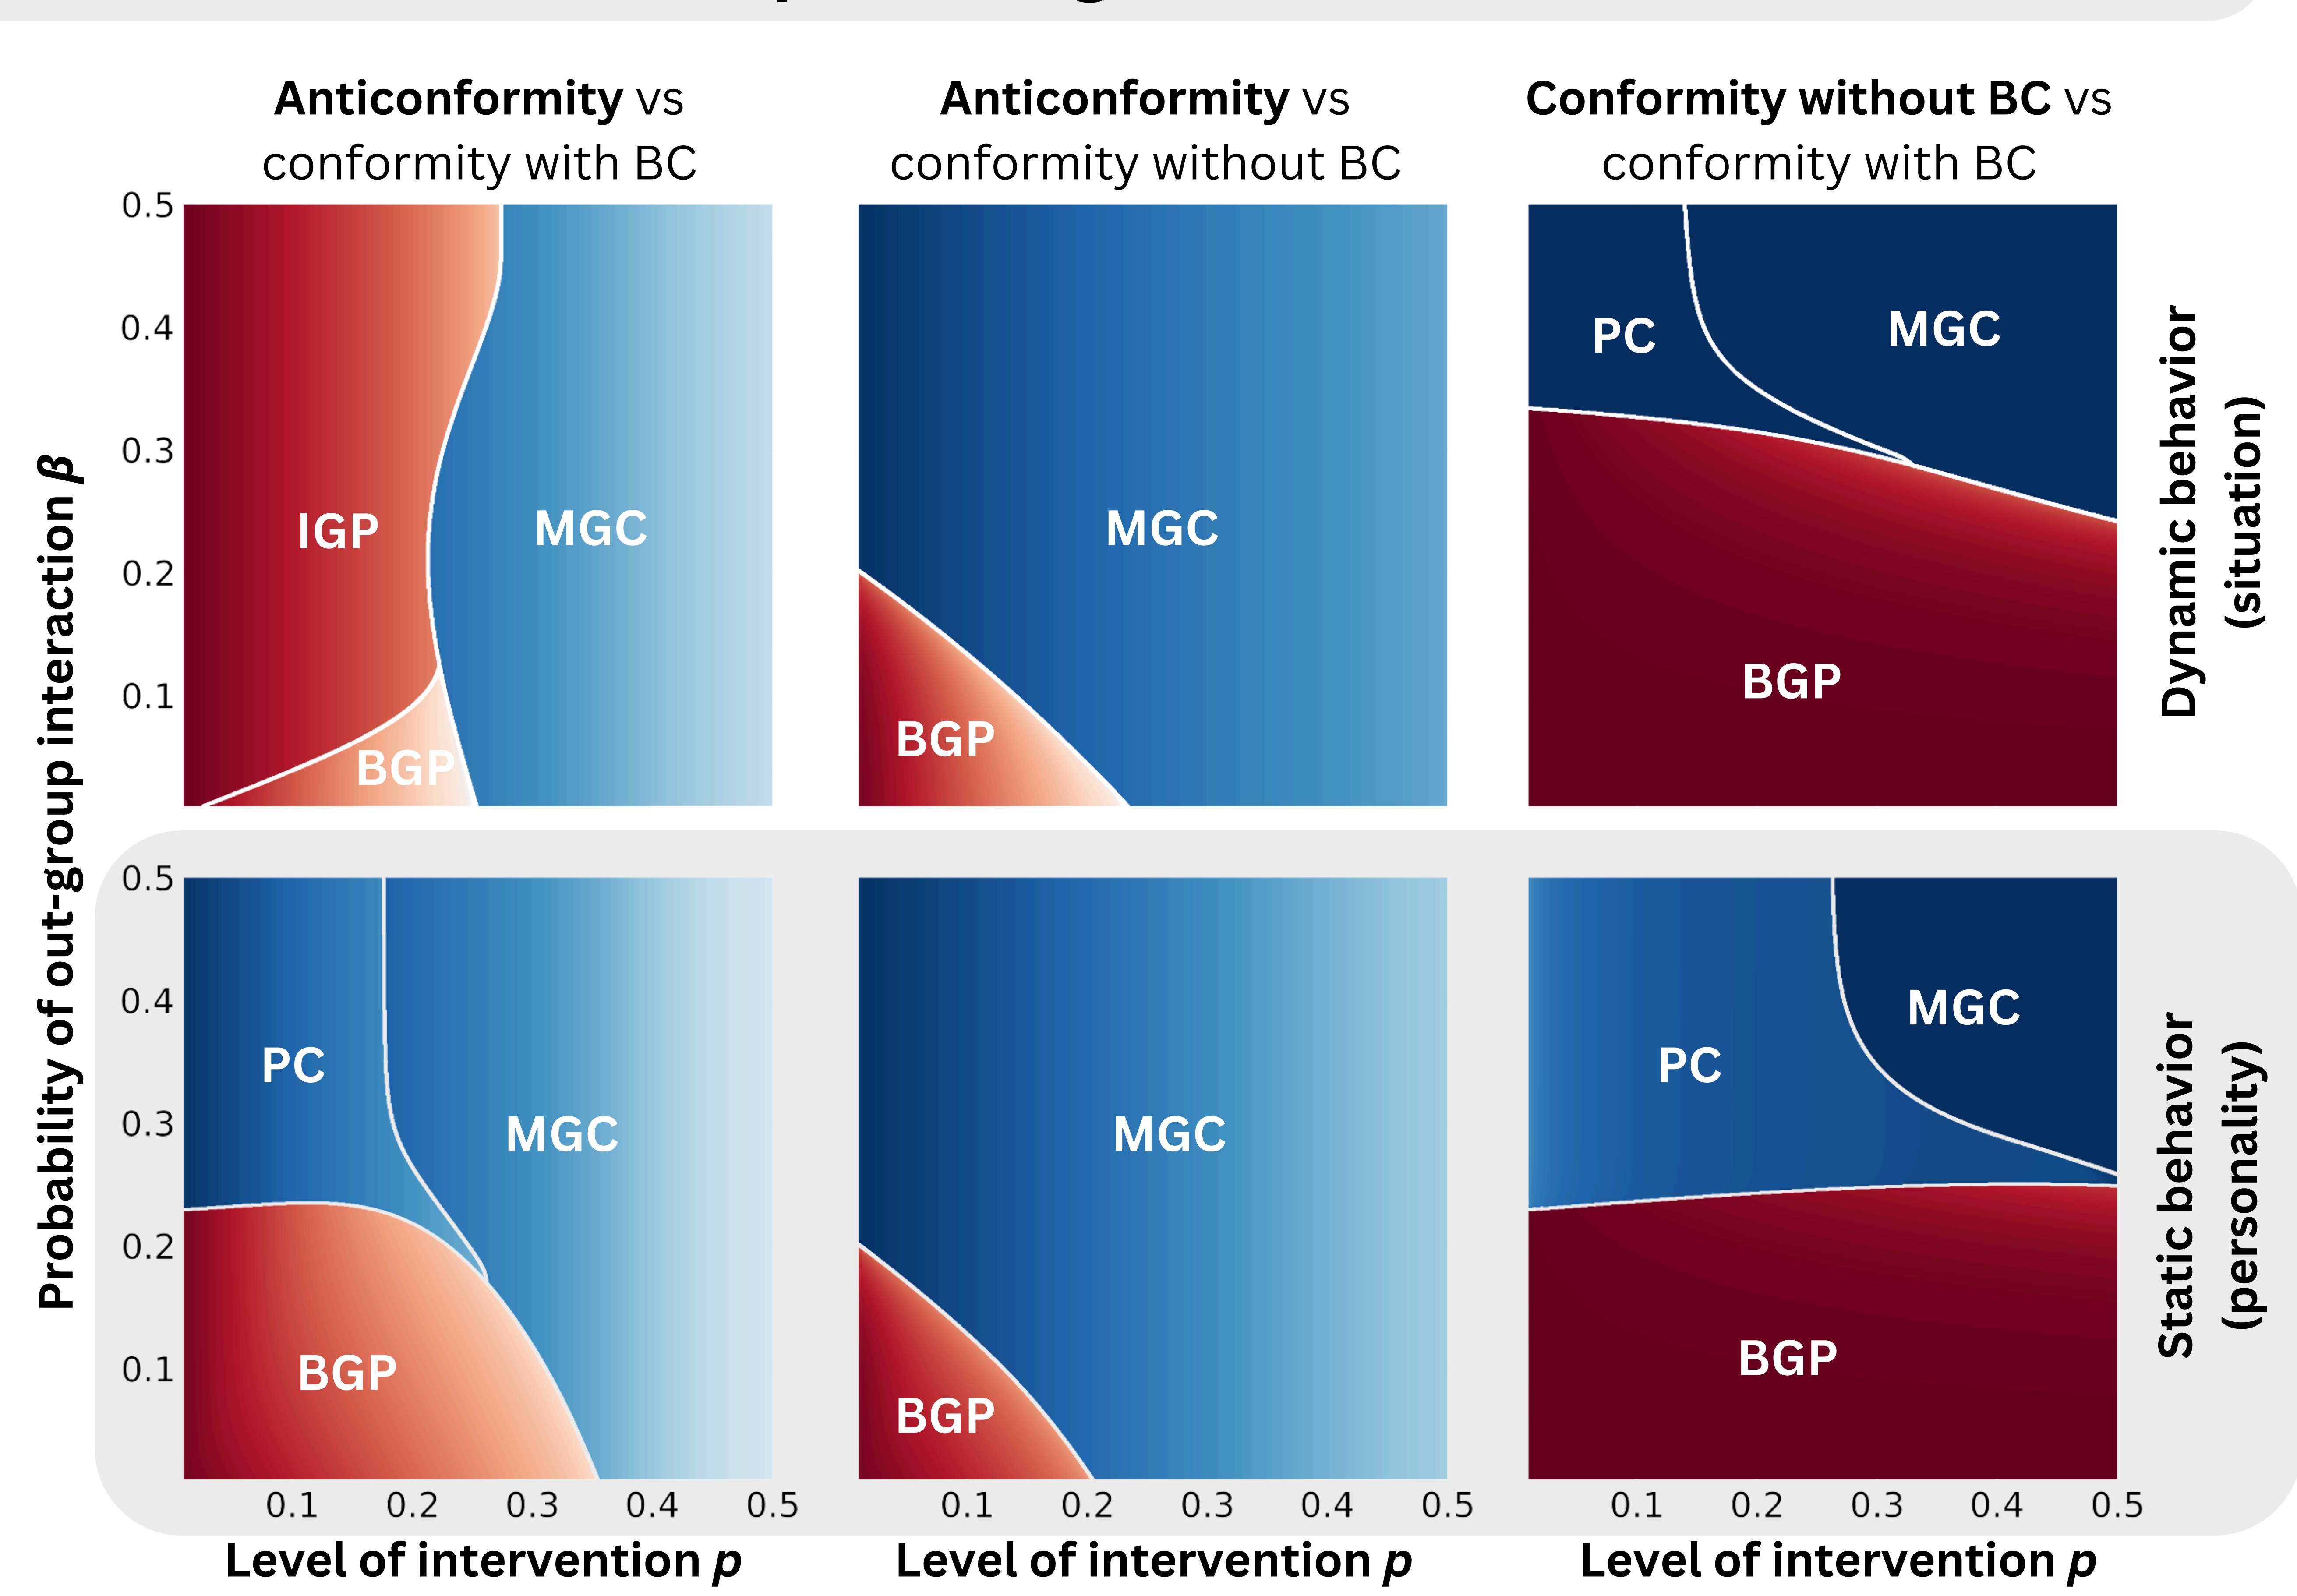 Anticonformity vs
conformity with BC
Anticonformity vs
conformity without BC
Conformity without BC vs
conformity with BC
Probability of out-group interaction β
0.5
0.4
0.3
0.2
0.1
IGP
MGC
BGP
MGC
BGP
PC
MGC
BGP
Dynamic behavior
(situation)
0.5
0.4
0.3
0.2
0.1
PC
MGC
BGP
MGC
BGP
PC
MGC
BGP
Static behavior
(personality)
0.1 0.2 0.3 0.4 0.5
0.1 0.2 0.3 0.4 0.5
0.1 0.2 0.3 0.4 0.5
Level of intervention p
Level of intervention p
Level of intervention p